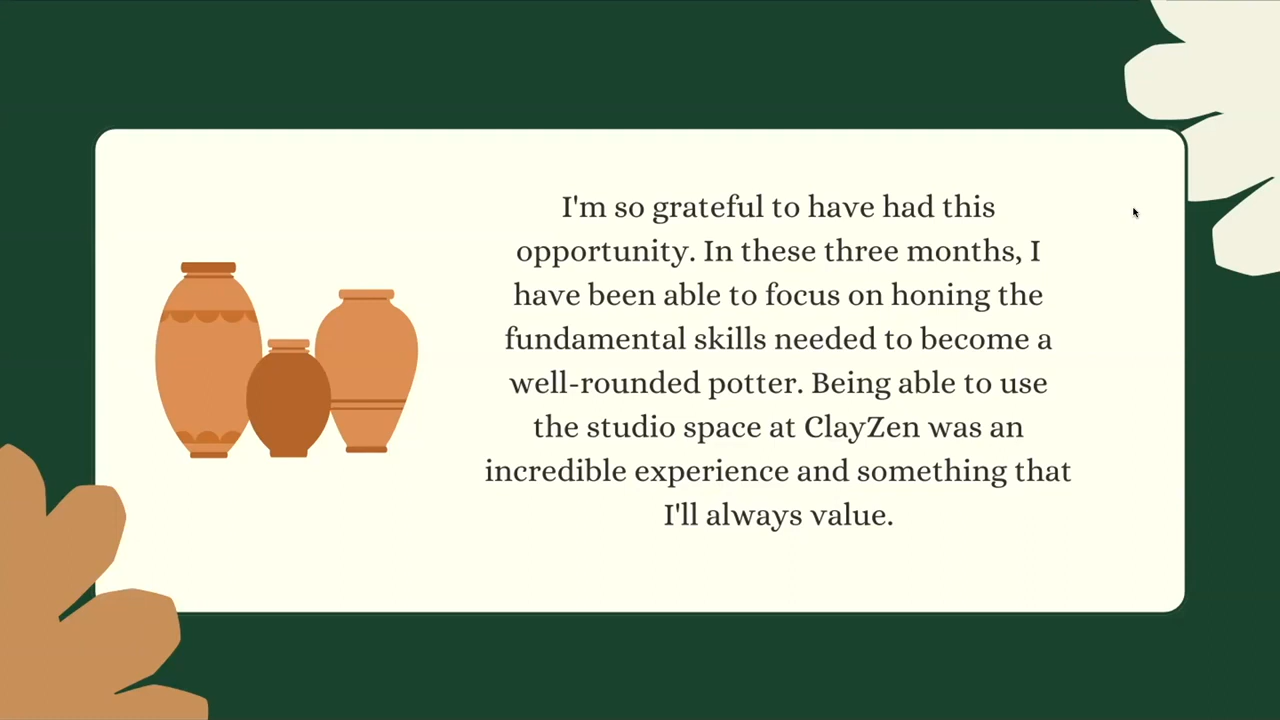 I'm so grateful to have had this
opportunity. In these three months, I
have been able to focus on honing the
fundamental skills needed to become a
well-rounded potter. Being able to use
the studio space at ClayZen was an
incredible experience and something that
I'll always value.